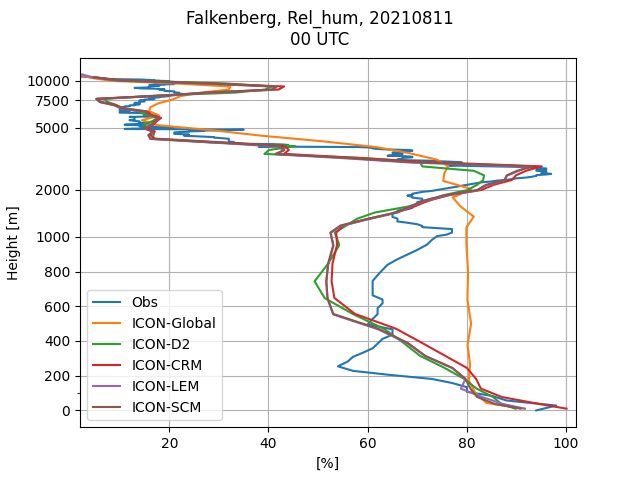 Falkenberg, Rel_hum, 20210811
00 UTC
10000
7500
5000
2000
1000
800
600
400
200
0
Height [m]
Obs
ICON-Global
ICON-D2
ICON-CRM
ICON-LEM
ICON-SCM
20 40 60 80 100
[%]